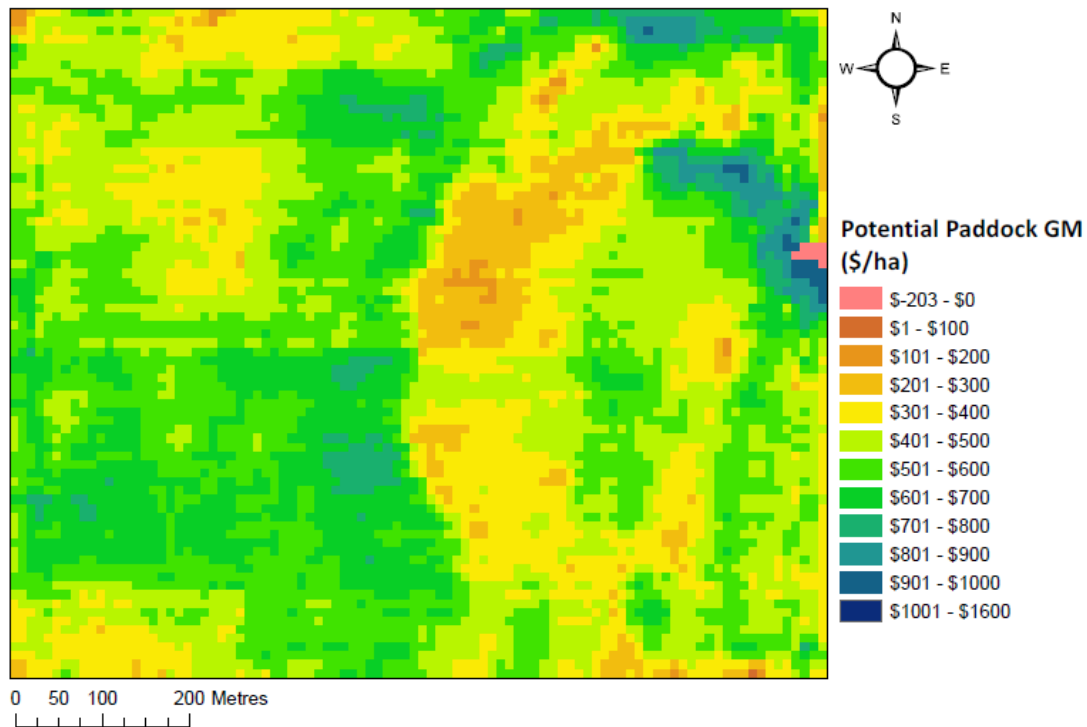 N
W E
S
Potential Paddock GM
($/ha)
$-203 - $0
$1 - $100
$101 - $200
$201 - $300
$301 - $400
$401 - $500
$501 - $600
$601 - $700
$701 - $800
$801 - $900
$901 - $1000
$1001 - $1600
0 50 100 200 Metres